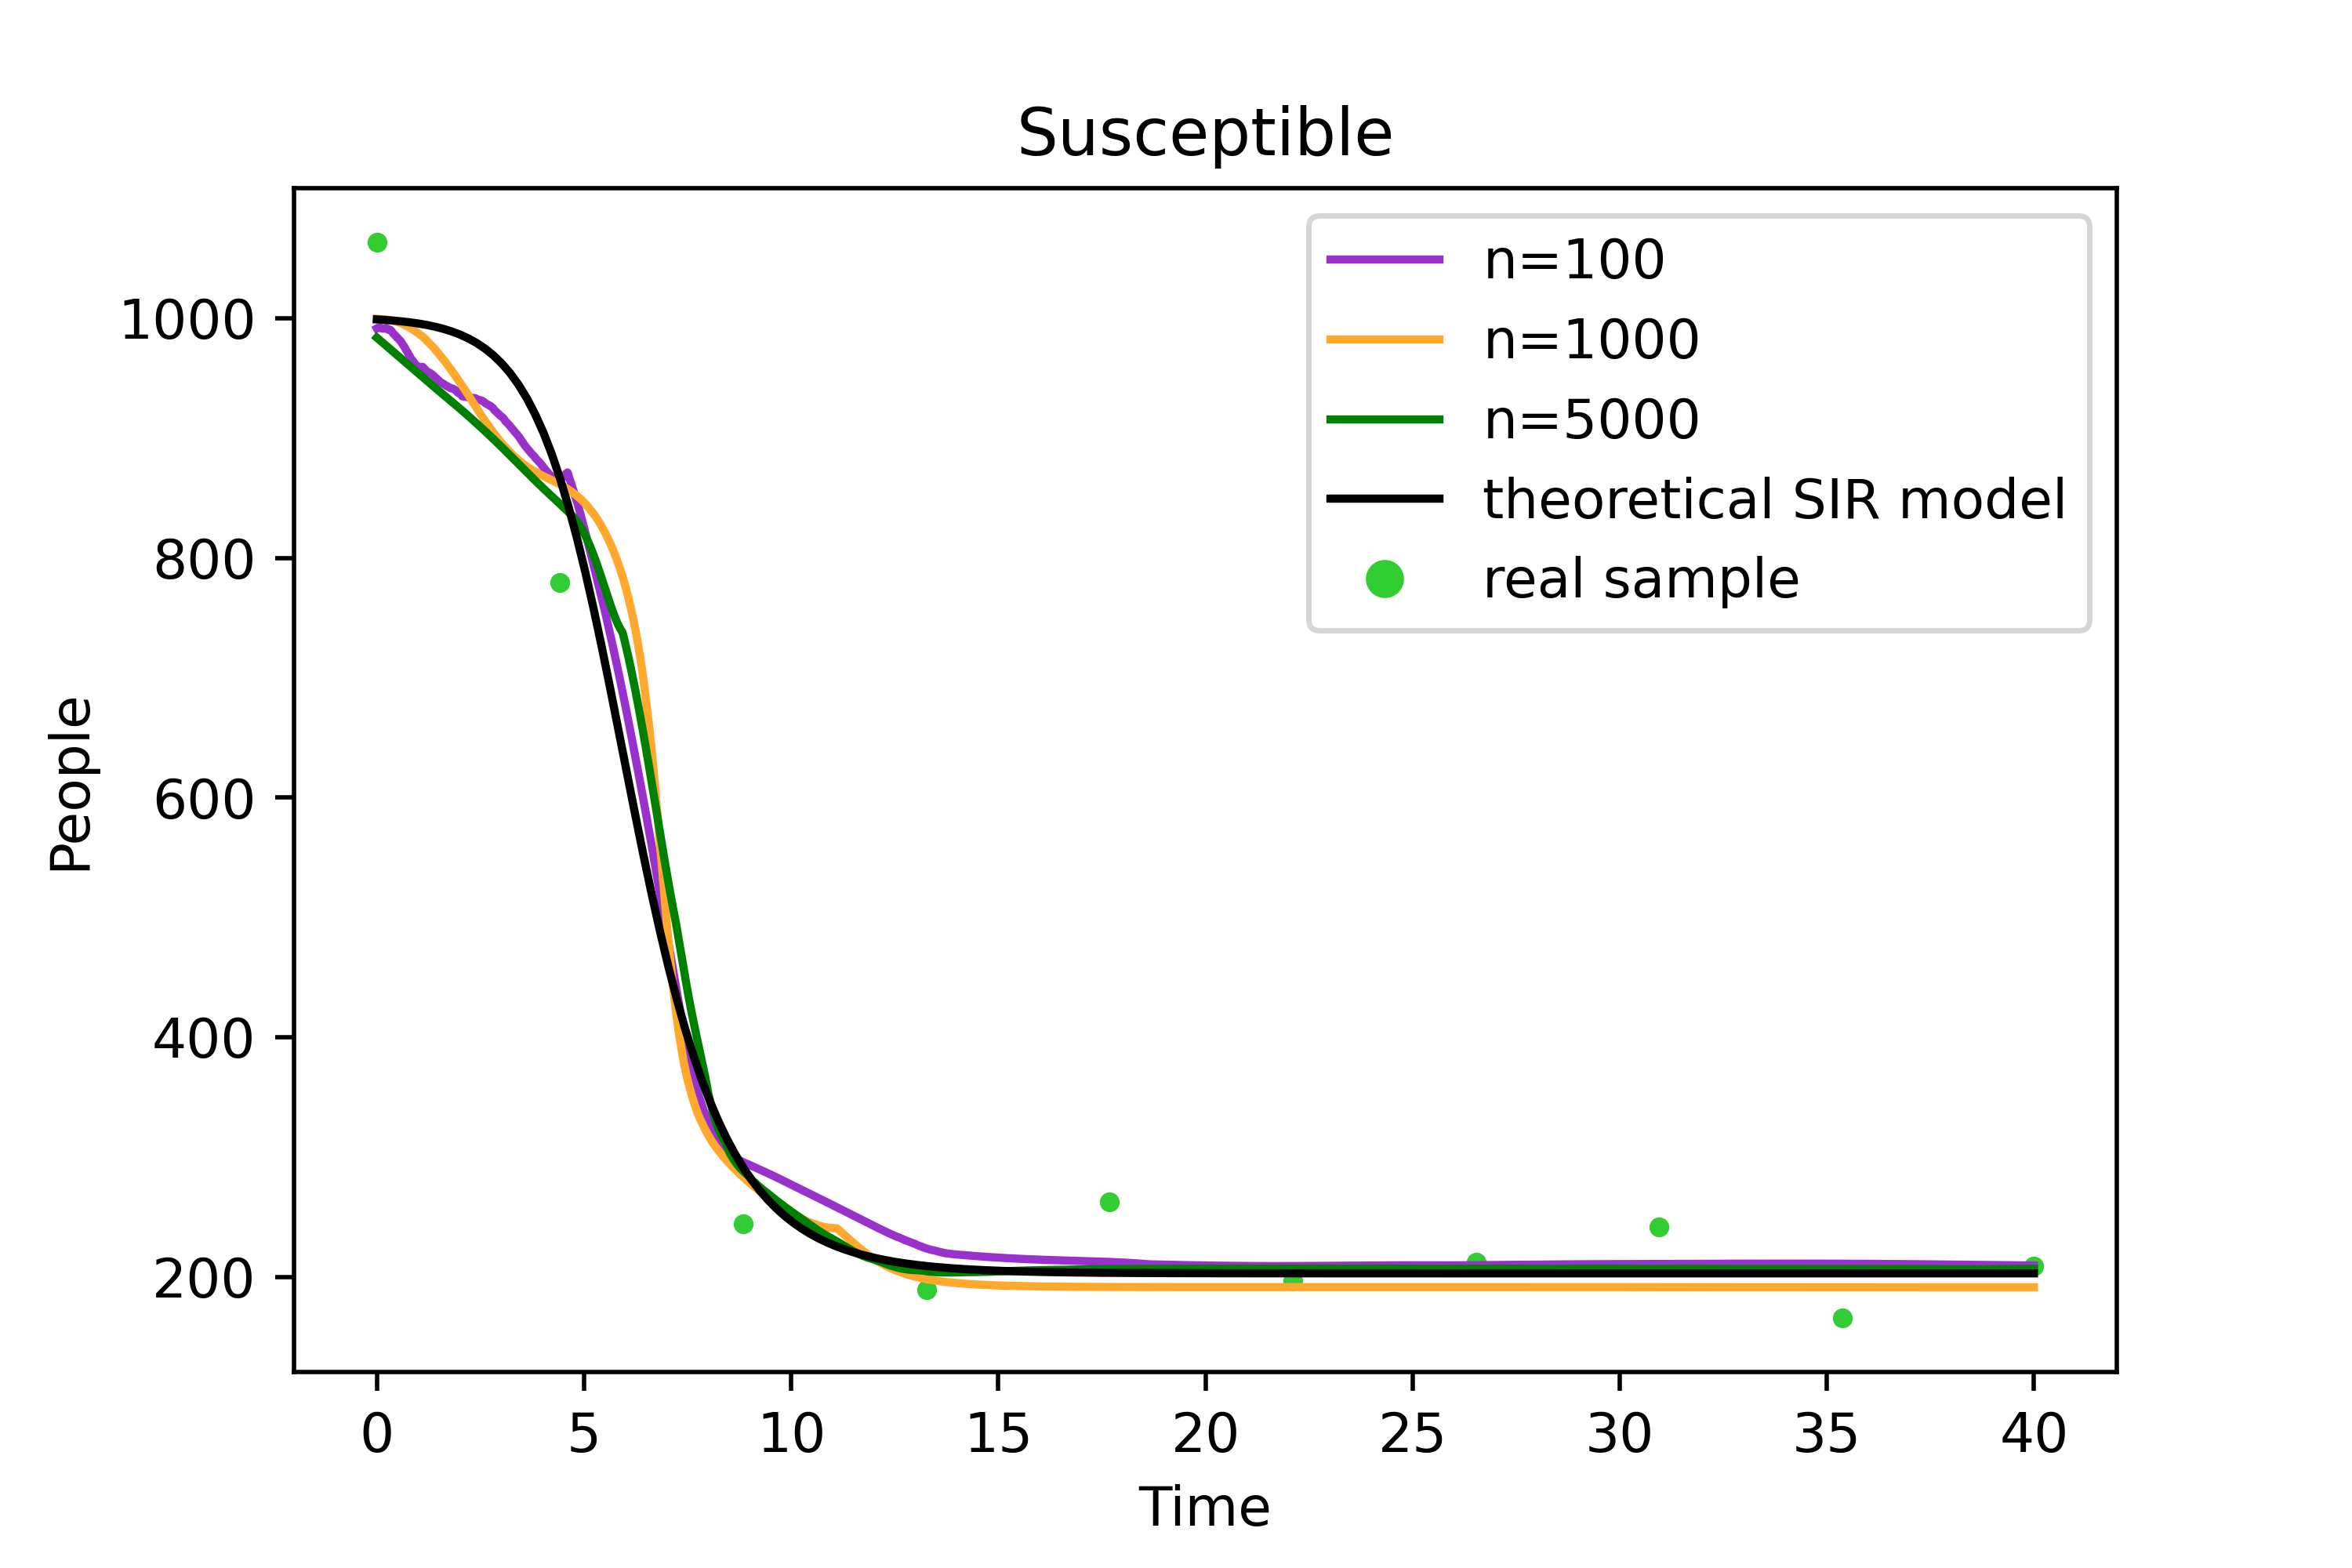 Susceptible
n=100
n=1000
n=5000
theoretical SIR model
real sample
1000
800
600
400
200
People
0 5 10 15 20 25 30 35 40
Time